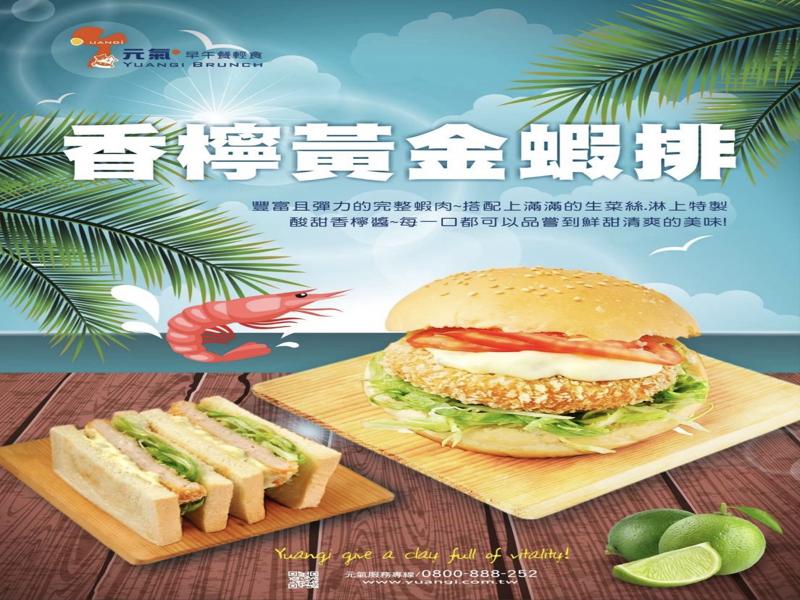 YUANGI
元氣 早午餐輕食
YUANGI BRUNCH
香檸黃金蝦排
豐富且彈力的完整蝦肉~搭配上滿滿的生菜絲.淋上特製
酸甜香檸醬~每一口都可以品嘗到鮮甜清爽的美味!
Yuangi give a day full of vitality!
元氣服務專線/0800-888-252
www.yuangi.com.tw